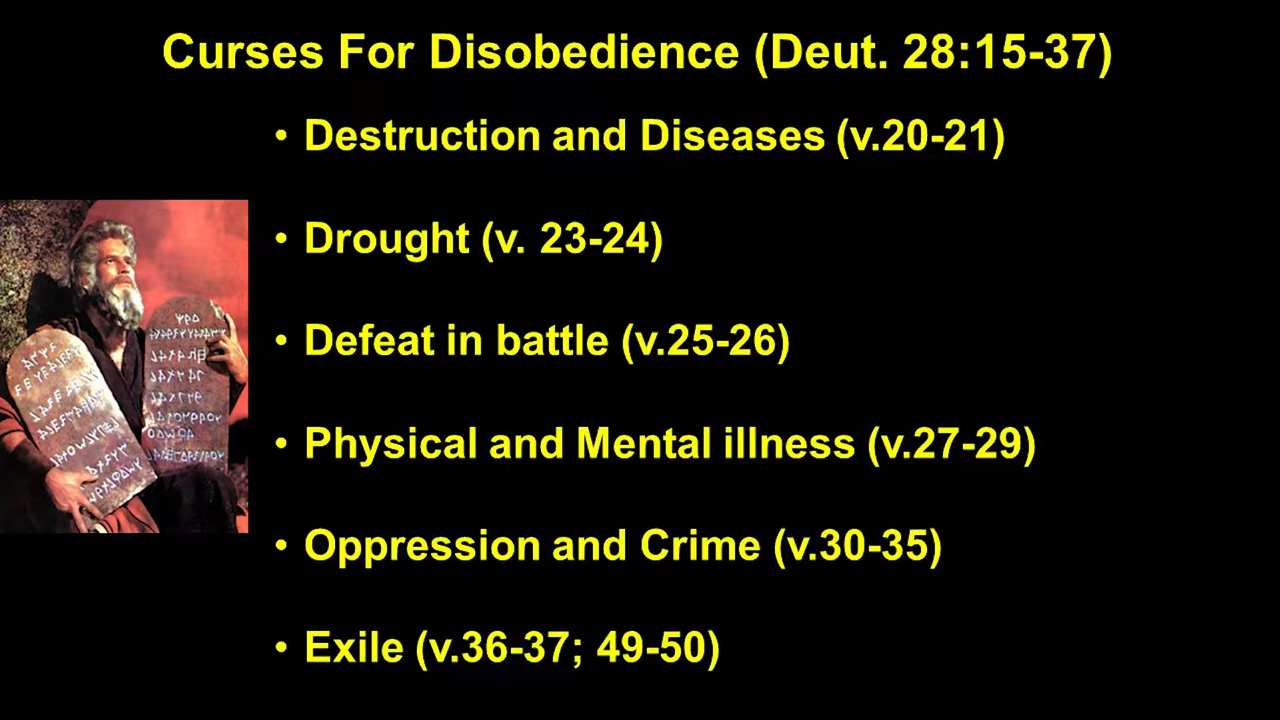 Curses For Disobedience (Deut. 28:15-37)
• Destruction and Diseases (v.20-21)
• Drought (v. 23-24)
• Defeat in battle (v.25-26)
• Physical and Mental illness (v.27-29)
• Oppression and Crime (v.30-35)
• Exile (v.36-37; 49-50)